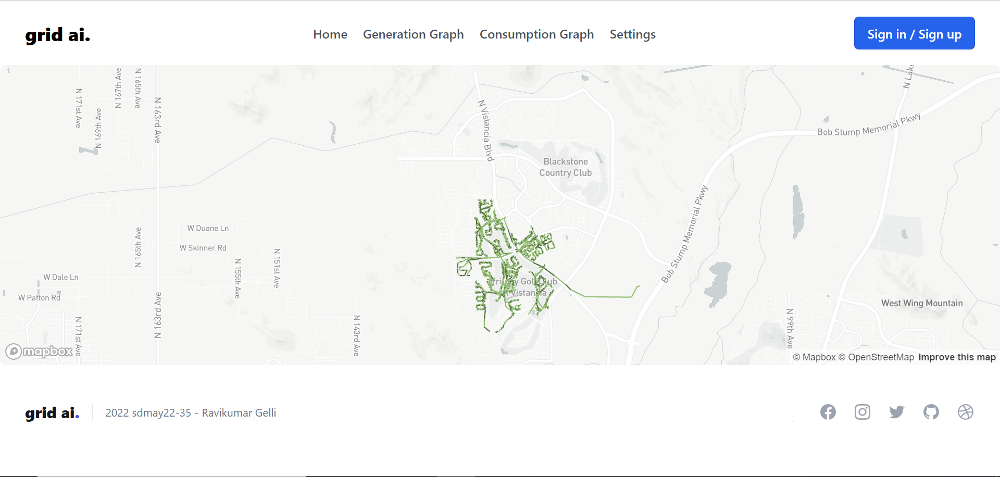 grid ai.
Home
Generation Graph
Consumption Graph
Settings
Sign in / Sign up
N 171st Ave
N 169th Ave
N 167th Ave
N 165th Ave
N 163rd Ave
N Vistancia Blvd
Blackstone
Country Club
Bob Stump Memorial Pkwy
N Lake
Bob Stump Memorial Pkwy
W Duane Ln
W Skinner Rd
N 165th Ave
N 155th Ave
N 151st Ave
W Dale Ln
W Patton Rd
N 171st Ave
N 163rd Ave
N 143rd Ave
Trilogy Golf Club
at Vistancia
West Wing Mountain
N 99th Ave
mapbox
© Mapbox © OpenStreetMap Improve this map
grid ai.
2022 sdmay22-35 - Ravikumar Gelli